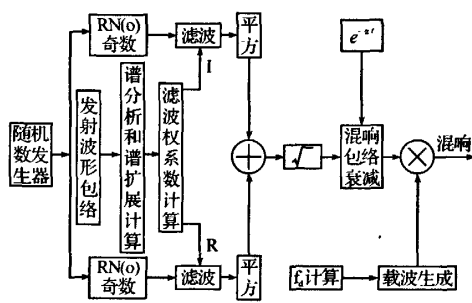 RN(o)
奇数
滤波
平方
I
e^{-αt}
随机
数发
生器
发射波形包络
谱分析和谱扩展计算
滤波权系数计算
+
√
混响
包络
衰减
×
混响
R
RN(o)
奇数
滤波
平方
f_d计算
载波生成